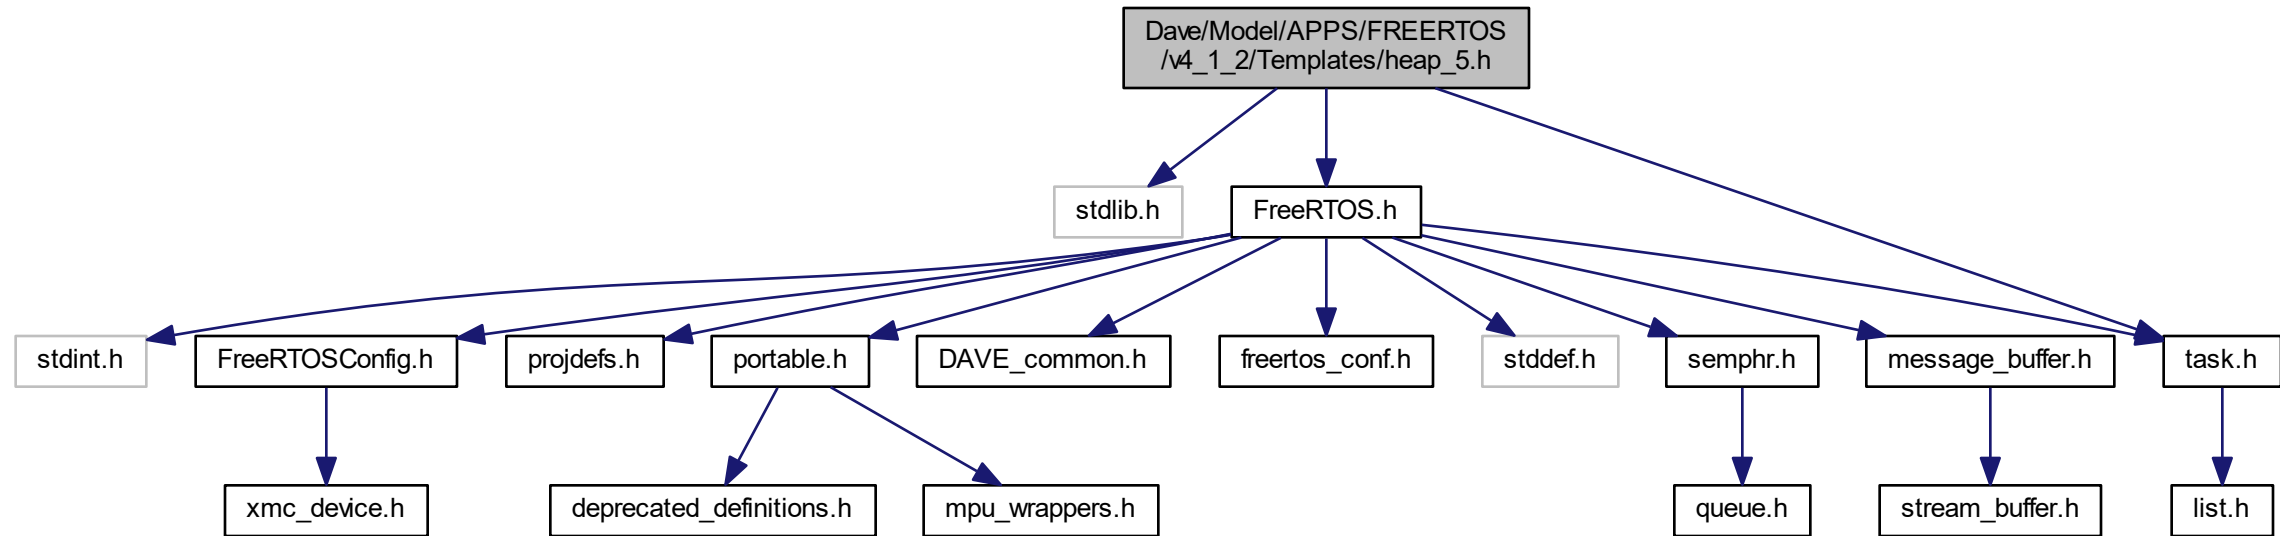 Dave/Model/APPS/FREERTOS
/v4_1_2/Templates/heap_5.h
stdlib.h
FreeRTOS.h
stdint.h
FreeRTOSConfig.h
projdefs.h
portable.h
DAVE_common.h
freertos_conf.h
stddef.h
semphr.h
message_buffer.h
task.h
xmc_device.h
deprecated_definitions.h
mpu_wrappers.h
queue.h
stream_buffer.h
list.h